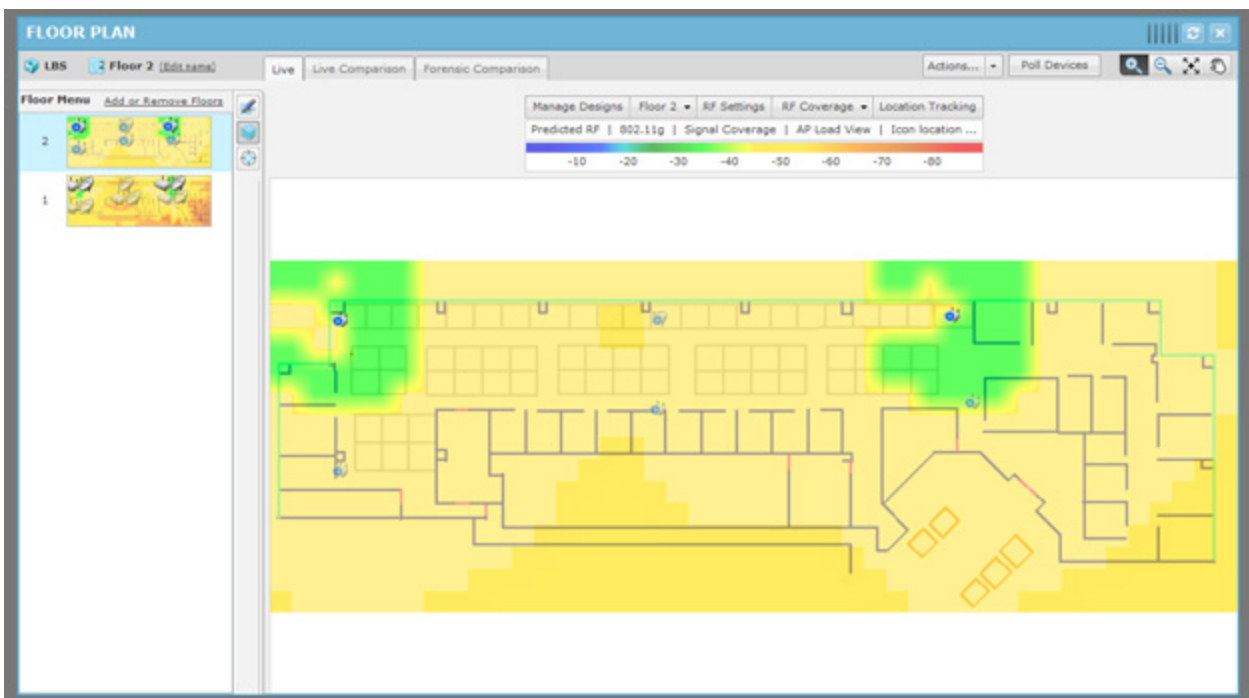 FLOOR PLAN
LBS Floor 2 (Edit name)
Live Live Comparison Forensic Comparison
Actions... Poll Devices
Floor Menu Add or Remove Floors
2
1
Manage Designs Floor 2 RF Settings RF Coverage Location Tracking
Predicted RF | 802.11g | Signal Coverage | AP Load View | Icon location ...
-10 -20 -30 -40 -50 -60 -70 -80